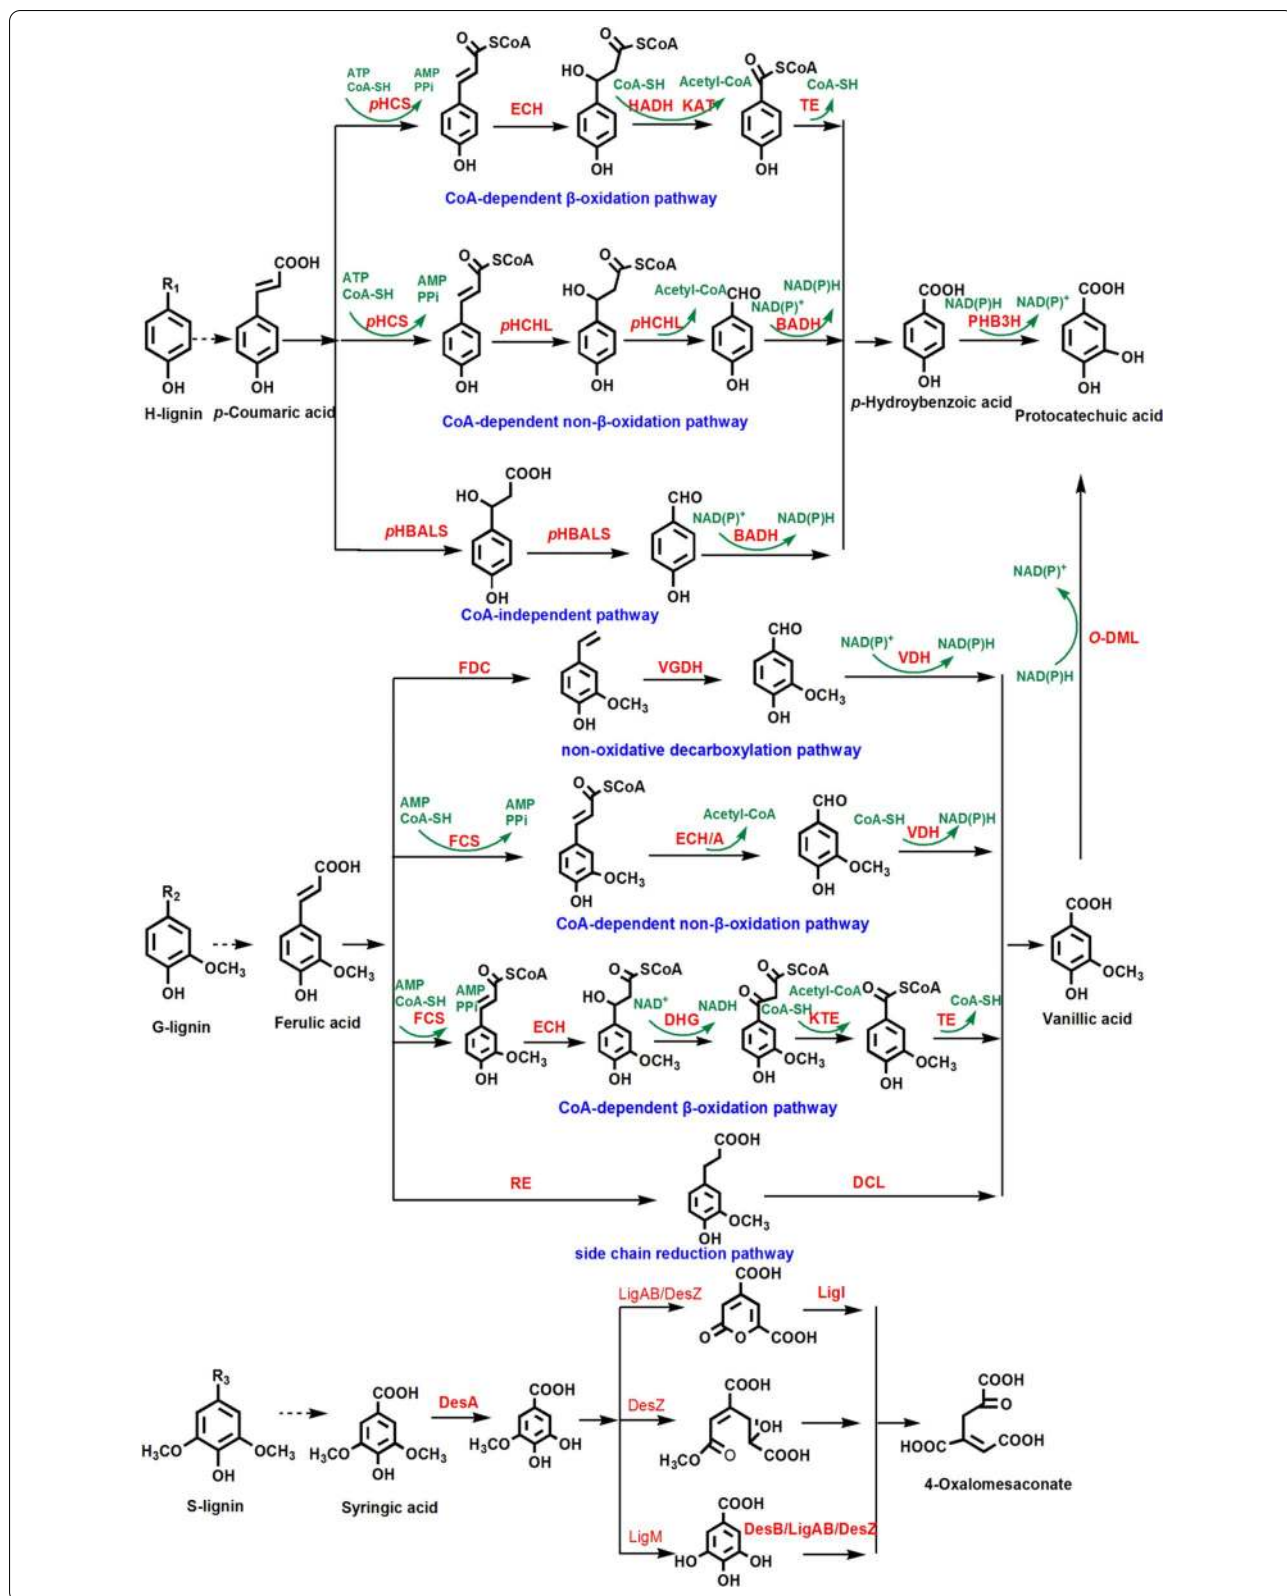 O
SCoA
OH
ATP
CoA-SH
AMP
PPi
pHCS
ECH
O
SCoA
HO
OH
CoA-SH
Acetyl-CoA
HADH KAT
O
SCoA
OH
CoA-SH
TE
CoA-dependent β-oxidation pathway
R1
OH
H-lignin
COOH
OH
p-Coumaric acid
ATP
CoA-SH
AMP
PPi
pHCS
O
SCoA
OH
pHCHL
O
SCoA
HO
OH
Acetyl-CoA
pHCHL
CHO
OH
NAD(P)+
NAD(P)H
BADH
CoA-dependent non-β-oxidation pathway
COOH
OH
p-Hydroybenzoic acid
NAD(P)H
NAD(P)+
PHB3H
COOH
OH
OH
Protocatechuic acid
pHBALS
COOH
HO
OH
pHBALS
CHO
OH
NAD(P)+
NAD(P)H
BADH
CoA-independent pathway
NAD(P)+
O-DML
NAD(P)H
FDC
OCH3
OH
VGDH
CHO
OCH3
OH
NAD(P)+
NAD(P)H
VDH
non-oxidative decarboxylation pathway
AMP
CoA-SH
AMP
PPi
FCS
O
SCoA
OCH3
OH
Acetyl-CoA
ECH/A
CHO
OCH3
OH
CoA-SH
NAD(P)H
VDH
CoA-dependent non-β-oxidation pathway
R2
OCH3
OH
G-lignin
COOH
OCH3
OH
Ferulic acid
AMP
CoA-SH
AMP
PPi
FCS
O
SCoA
OCH3
OH
ECH
O
SCoA
HO
OCH3
OH
NAD+
NADH
DHG
O
SCoA
O
OCH3
OH
CoA-SH
Acetyl-CoA
KTE
O
SCoA
OCH3
OH
TE
CoA-SH
CoA-dependent β-oxidation pathway
COOH
OCH3
OH
Vanillic acid
RE
COOH
OCH3
OH
DCL
side chain reduction pathway
R3
H3CO
OCH3
OH
S-lignin
COOH
H3CO
OCH3
OH
Syringic acid
DesA
COOH
H3CO
OH
OH
LigAB/DesZ
COOH
O
O
COOH
LigI
DesZ
COOH
OH
O
COOH
H3CO
LigM
COOH
HO
OH
OH
DesB/LigAB/DesZ
COOH
O
HOOC
COOH
4-Oxalomesaconate